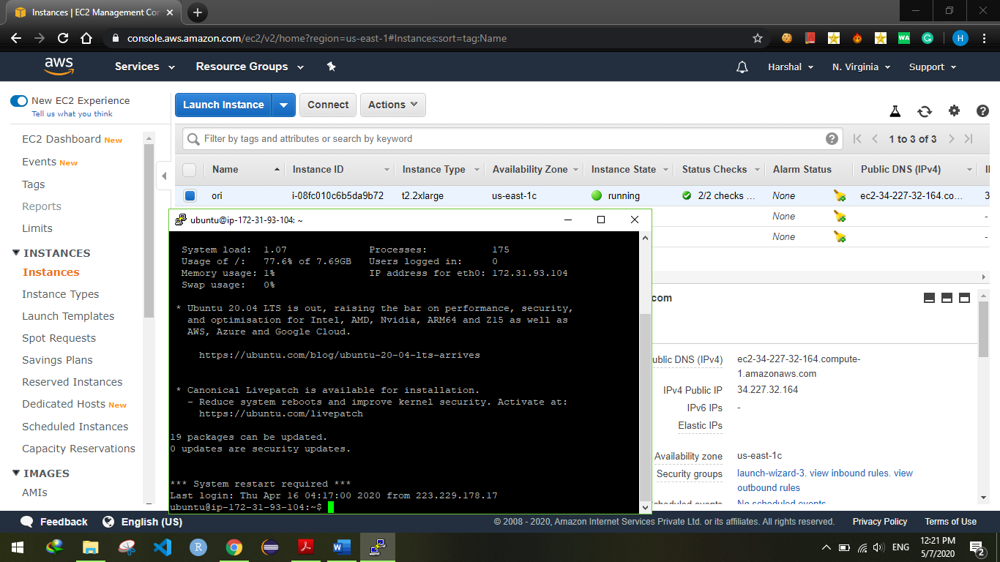 Instances | EC2 Management Con
console.aws.amazon.com/ec2/v2/home?region=us-east-1#Instances:sort=tag:Name
WA
H
aws
Services
Resource Groups
Harshal
N. Virginia
Support
New EC2 Experience
Tell us what you think
Launch Instance
Connect
Actions
EC2 Dashboard New
Events New
Tags
Reports
Limits
INSTANCES
Instances
Instance Types
Launch Templates
Spot Requests
Savings Plans
Reserved Instances
Dedicated Hosts New
Scheduled Instances
Capacity Reservations
IMAGES
AMIs
Filter by tags and attributes or search by keyword
1 to 3 of 3
Name Instance ID Instance Type Availability Zone Instance State Status Checks Alarm Status Public DNS (IPv4)
ori i-08fc010c6b5da9b72 t2.2xlarge us-east-1c running 2/2 checks ... None ec2-34-227-32-164.co... 3
None -
None -
ubuntu@ip-172-31-93-104: ~
System load: 1.07 Processes: 175
Usage of /: 77.6% of 7.69GB Users logged in: 0
Memory usage: 1% IP address for eth0: 172.31.93.104
Swap usage: 0%
* Ubuntu 20.04 LTS is out, raising the bar on performance, security,
and optimisation for Intel, AMD, Nvidia, ARM64 and Z15 as well as
AWS, Azure and Google Cloud.
https://ubuntu.com/blog/ubuntu-20-04-lts-arrives
* Canonical Livepatch is available for installation.
- Reduce system reboots and improve kernel security. Activate at:
https://ubuntu.com/livepatch
19 packages can be updated.
0 updates are security updates.
*** System restart required ***
Last login: Thu Apr 16 04:17:00 2020 from 223.229.178.17
ubuntu@ip-172-31-93-104:~$
com
ublic DNS (IPv4) ec2-34-227-32-164.compute-
1.amazonaws.com
IPv4 Public IP 34.227.32.164
IPv6 IPs -
Elastic IPs
Availability zone us-east-1c
Security groups launch-wizard-3. view inbound rules. view
outbound rules
scheduled events No scheduled events
Feedback
English (US)
© 2008 - 2020, Amazon Internet Services Private Ltd. or its affiliates. All rights reserved.
Privacy Policy
Terms of Use
ENG
12:21 PM
5/7/2020
2